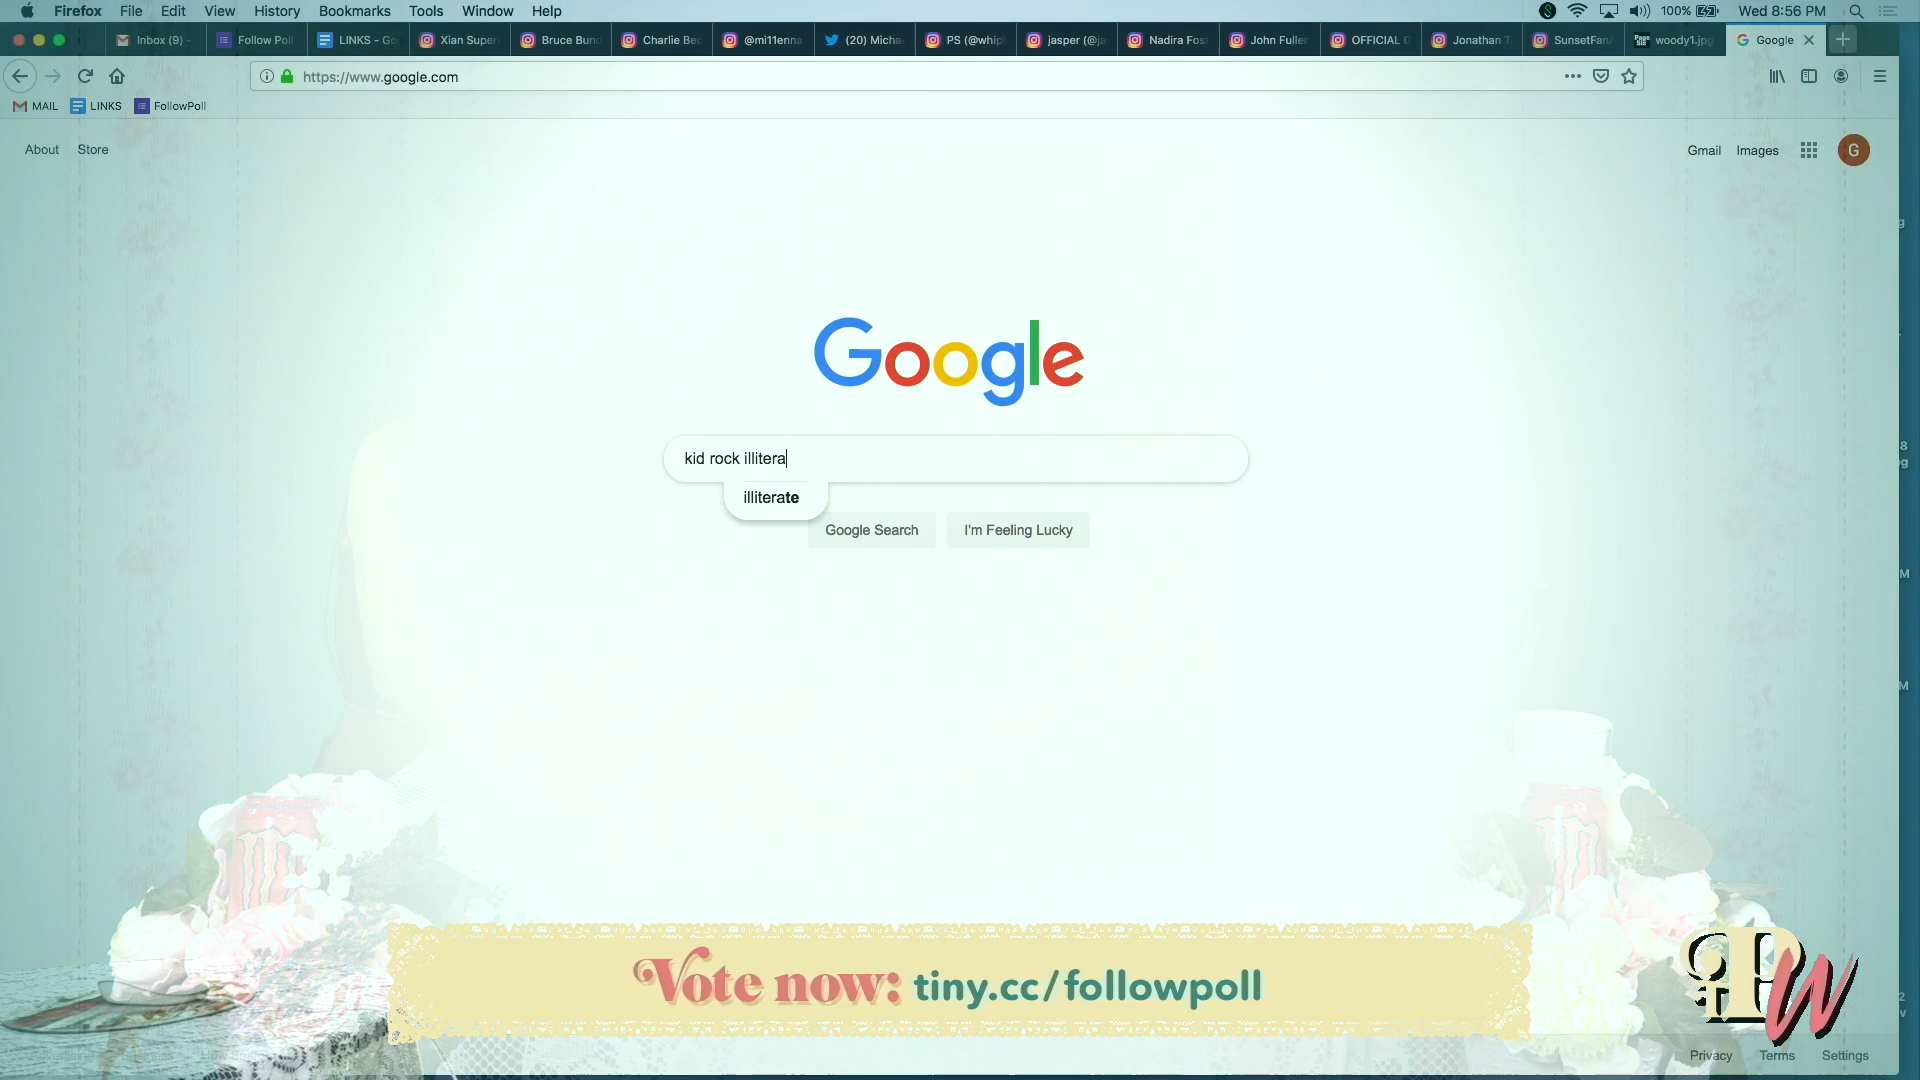 Firefox File Edit View History Bookmarks Tools Window Help 100% Wed 8:56 PM
Inbox (9) - Follow Poll LINKS - Go Xian Super Bruce Bun Charlie Be @mi11enna (20) Micha PS (@whip jasper (@ja Nadira Fos John Fuller OFFICIAL Jonathan T SunsetFan woody1.jpg Google
https://www.google.com
MAIL LINKS FollowPoll
About Store Gmail Images G
Google
kid rock illitera
illiterate
Google Search I'm Feeling Lucky
Vote now: tiny.cc/followpoll
PW
Privacy Terms Settings